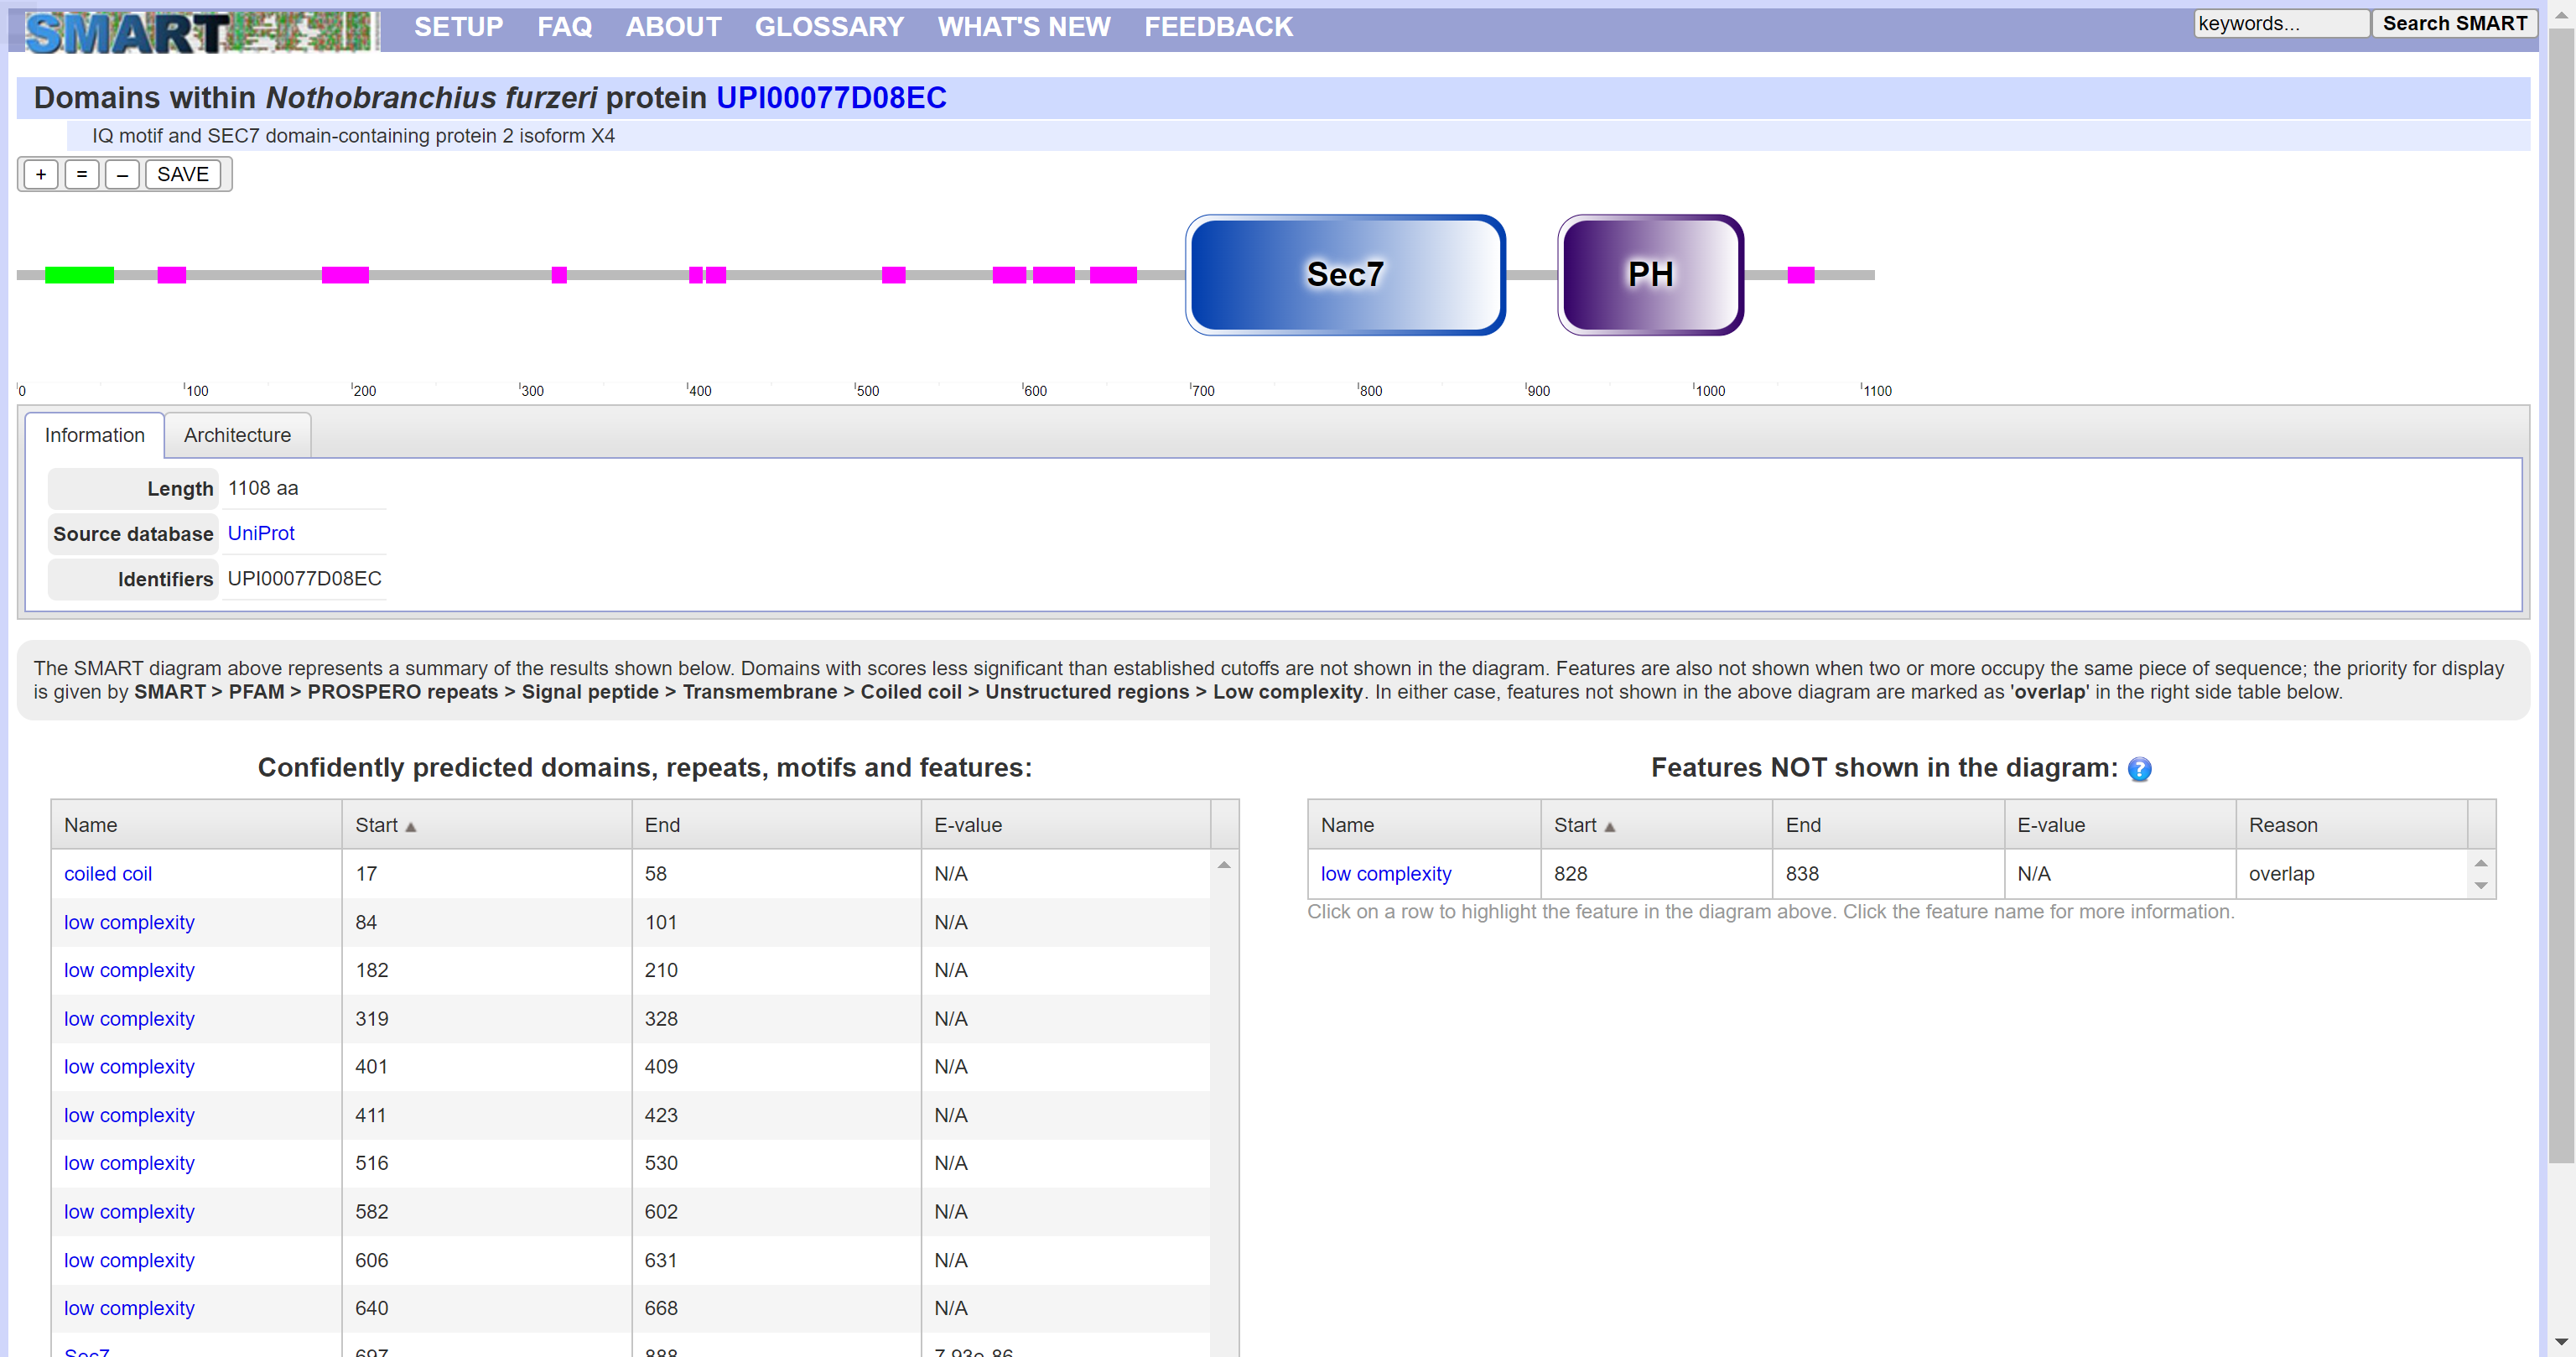 SMART SETUP FAQ ABOUT GLOSSARY WHAT'S NEW FEEDBACK keywords... Search SMART
Domains within Nothobranchius furzeri protein UPI00077D08EC
IQ motif and SEC7 domain-containing protein 2 isoform X4
+ = – SAVE
Sec7 PH
0 100 200 300 400 500 600 700 800 900 1000 1100
Information Architecture
Length 1108 aa
Source database UniProt
Identifiers UPI00077D08EC
The SMART diagram above represents a summary of the results shown below. Domains with scores less significant than established cutoffs are not shown in the diagram. Features are also not shown when two or more occupy the same piece of sequence; the priority for display
is given by SMART > PFAM > PROSPERO repeats > Signal peptide > Transmembrane > Coiled coil > Unstructured regions > Low complexity. In either case, features not shown in the above diagram are marked as 'overlap' in the right side table below.
Confidently predicted domains, repeats, motifs and features:
Name Start End E-value
coiled coil 17 58 N/A
low complexity 84 101 N/A
low complexity 182 210 N/A
low complexity 319 328 N/A
low complexity 401 409 N/A
low complexity 411 423 N/A
low complexity 516 530 N/A
low complexity 582 602 N/A
low complexity 606 631 N/A
low complexity 640 668 N/A
Sec7 697 888 7.93e-86
Features NOT shown in the diagram: ?
Name Start End E-value Reason
low complexity 828 838 N/A overlap
Click on a row to highlight the feature in the diagram above. Click the feature name for more information.